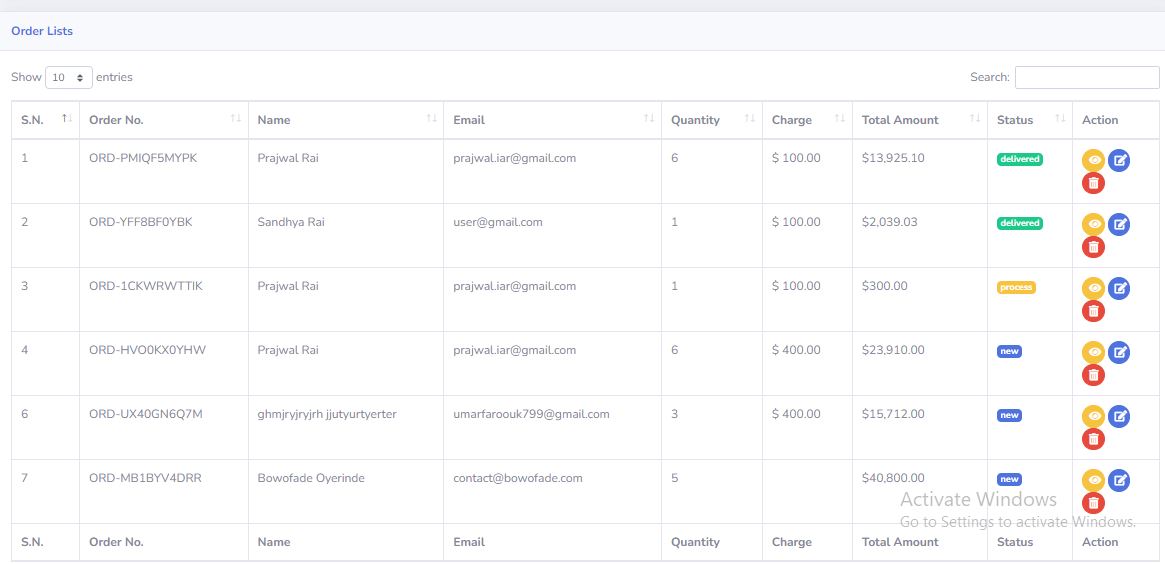 Order Lists
Show 10 entries Search:
S.N. Order No. Name Email Quantity Charge Total Amount Status Action
1 ORD-PMIQF5MYPK Prajwal Rai prajwal.iar@gmail.com 6 $ 100.00 $13,925.10 delivered
2 ORD-YFF8BF0YBK Sandhya Rai user@gmail.com 1 $ 100.00 $2,039.03 delivered
3 ORD-1CKWRWTTIK Prajwal Rai prajwal.iar@gmail.com 1 $ 100.00 $300.00 process
4 ORD-HVO0KX0YHW Prajwal Rai prajwal.iar@gmail.com 6 $ 400.00 $23,910.00 new
6 ORD-UX40GN6Q7M ghmjryjryjrh jjutyurtyerter umarfaroouk799@gmail.com 3 $ 400.00 $15,712.00 new
7 ORD-MB1BYV4DRR Bowofade Oyerinde contact@bowofade.com 5 $40,800.00 new
Activate Windows
Go to Settings to activate Windows.
S.N. Order No. Name Email Quantity Charge Total Amount Status Action